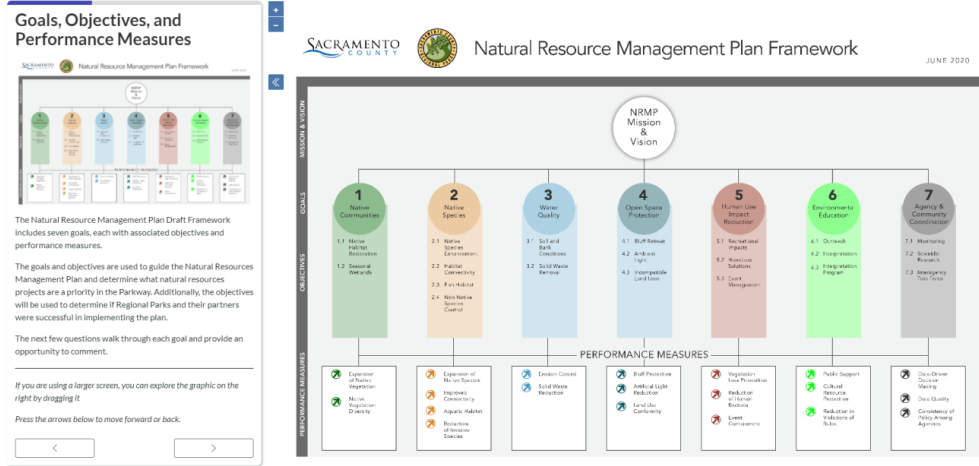 Goals, Objectives, and
Performance Measures
SACRAMENTO
COUNTY
Natural Resource Management Plan Framework
The Natural Resource Management Plan Draft Framework
includes seven goals, each with associated objectives and
performance measures.
The goals and objectives are used to guide the Natural Resources
Management Plan and determine what natural resources
projects are a priority in the Parkway. Additionally, the objectives
will be used to determine if Regional Parks and their partners
were successful in implementing the plan.
The next few questions walk through each goal and provide an
opportunity to comment.
If you are using a larger screen, you can explore the graphic on the
right by dragging it
Press the arrows below to move forward or back.
+
−
SACRAMENTO
COUNTY
Natural Resource Management Plan Framework
JUNE 2020
MISSION & VISION
NRMP
Mission
&
Vision
GOALS
1
Native
Communities
2
Native
Species
3
Water
Quality
4
Open Space
Protection
5
Human Use
Impact
Reduction
6
Environmental
Education
7
Agency &
Community
Coordination
OBJECTIVES
1.1 Native
Habitat
Restoration
1.2 Seasonal
Wetlands
2.1 Native
Species
Enhancement
2.2 Habitat
Connectivity
2.3 Fish Habitat
2.4 Non Native
Species
Control
3.1 Soil and
Bank
Conditions
3.2 Solid Waste
Removal
4.1 Bluff Retreat
4.2 Ambient
Light
4.3 Incompatible
Land Uses
5.1 Recreational
Impacts
5.2
Solutions
5.3 Event
Management
6.1 Outreach
6.2 Interpretation
6.3 Interpretation
Program
7.1 Monitoring
7.2 Scientific
Research
7.3 Interagency
Task Force
PERFORMANCE MEASURES
PERFORMANCE MEASURES
Expansion
of Native
Vegetation
Native
Vegetation
Diversity
Expansion of
Native Species
Improved
Connectivity
Aquatic Habitat
Reduction
of Invasive
Species
Erosion Control
Solid Waste
Reduction
Bluff Protection
Artificial Light
Reduction
Land Use
Conformity
Vegetation
Loss Prevention
Reduction
of Human
Bacteria
Event
Containment
Public Support
Cultural
Resource
Protection
Reduction in
Violations of
Rules
Data-Driven
Decision
Making
Data Quality
Consistency of
Policy Among
Agencies